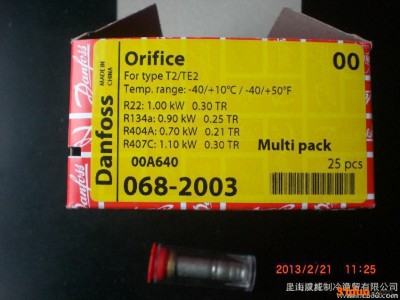 Orifice
00
For type T2/TE2
Temp. range: -40/+10°C / -40/+50°F
R22: 1.00 kW 0.30 TR
R134a: 0.90 kW 0.25 TR
R404A: 0.70 kW 0.21 TR
R407C: 1.10 kW 0.30 TR
Multi pack
00A640
25 pcs
068-2003
Danfoss
MADE IN
CHINA
Danfoss
Danfoss
2013/2/21 11:25